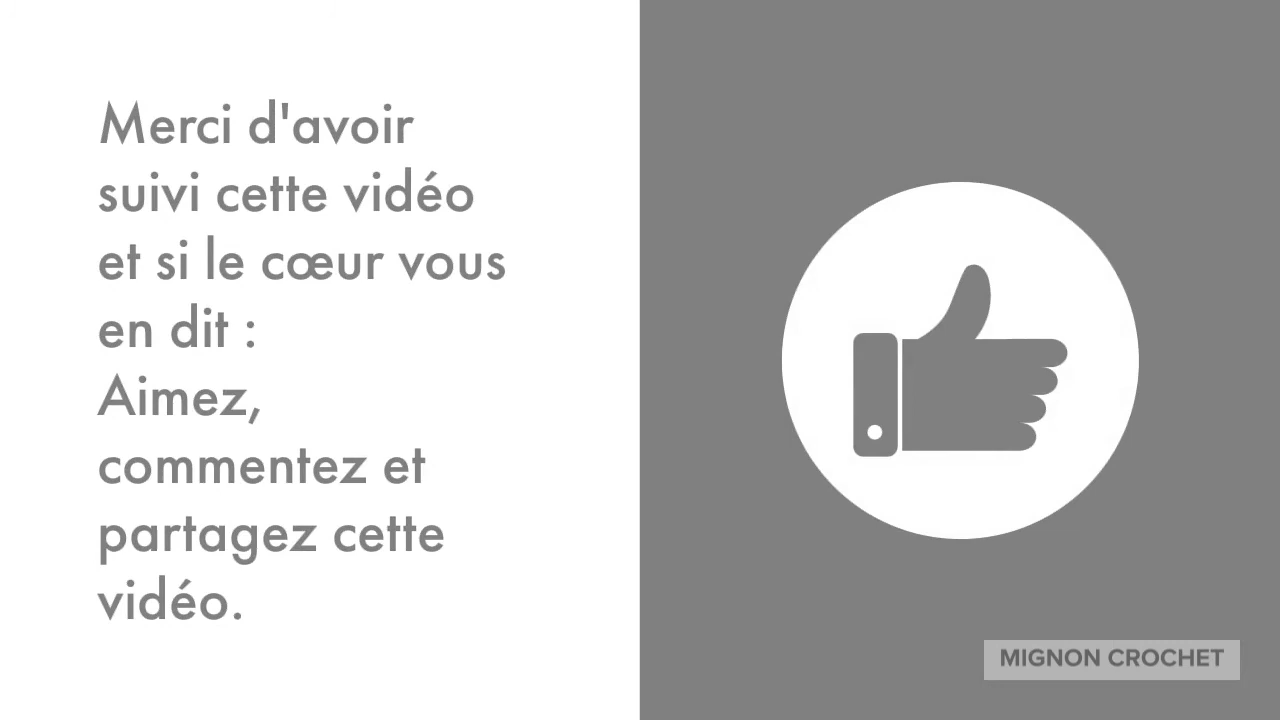 Merci d'avoir
suivi cette vidéo
et si le cœur vous
en dit :
Aimez,
commentez et
partagez cette
vidéo.
MIGNON CROCHET